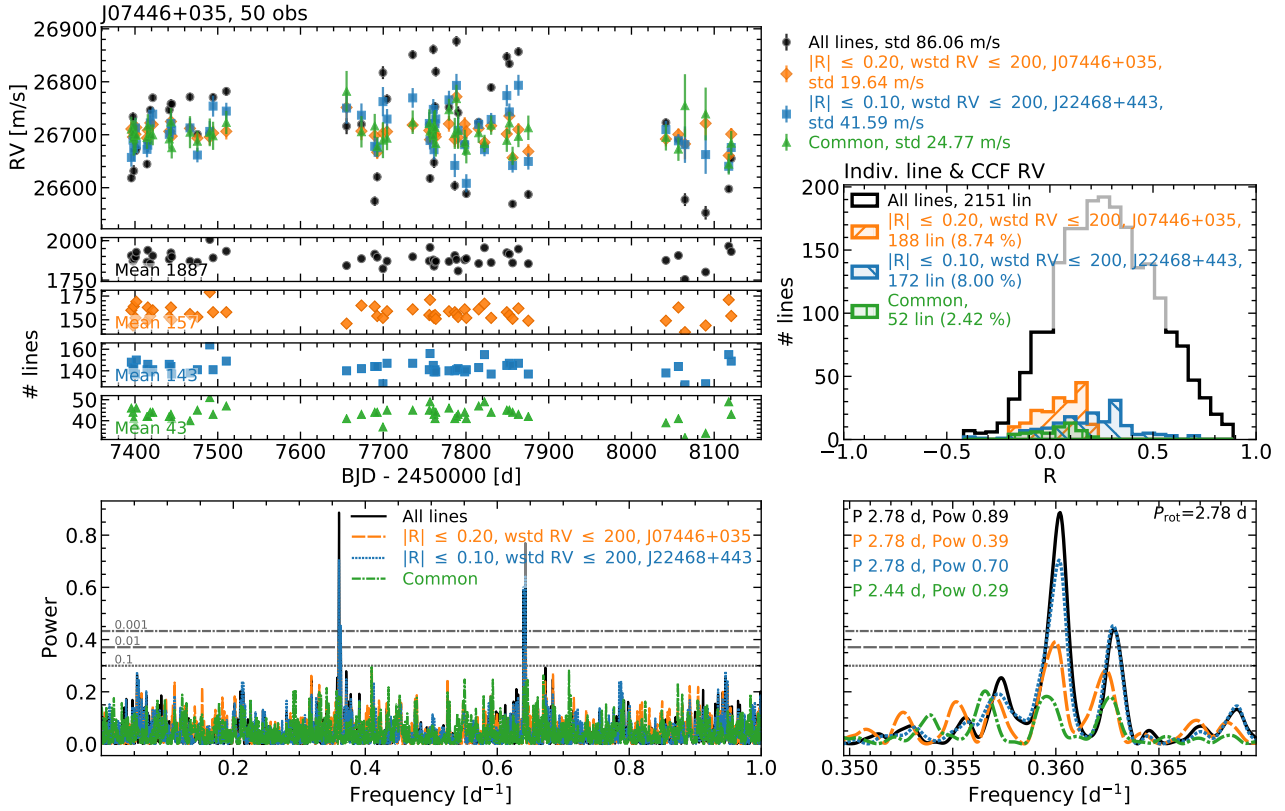 J07446+035, 50 obs
26900
26800
26700
26600
RV [m/s]
All lines, std 86.06 m/s
|R| ≤ 0.20, wstd RV ≤ 200, J07446+035,
std 19.64 m/s
|R| ≤ 0.10, wstd RV ≤ 200, J22468+443,
std 41.59 m/s
Common, std 24.77 m/s
2000
1750
Mean 1887
175
150
Mean 157
160
140
Mean 143
50
40
Mean 43
# lines
7400 7500 7600 7700 7800 7900 8000 8100
BJD - 2450000 [d]
Indiv. line & CCF RV
200
150
100
50
0
# lines
All lines, 2151 lin
|R| ≤ 0.20, wstd RV ≤ 200, J07446+035,
188 lin (8.74 %)
|R| ≤ 0.10, wstd RV ≤ 200, J22468+443,
172 lin (8.00 %)
Common,
52 lin (2.42 %)
−1.0 −0.5 0.0 0.5 1.0
R
0.8
0.6
0.4
0.2
0.0
Power
All lines
|R| ≤ 0.20, wstd RV ≤ 200, J07446+035
|R| ≤ 0.10, wstd RV ≤ 200, J22468+443
Common
0.001
0.01
0.1
0.2 0.4 0.6 0.8 1.0
Frequency [d⁻¹]
P 2.78 d, Pow 0.89
P 2.78 d, Pow 0.39
P 2.78 d, Pow 0.70
P 2.44 d, Pow 0.29
Prot=2.78 d
0.350 0.355 0.360 0.365
Frequency [d⁻¹]